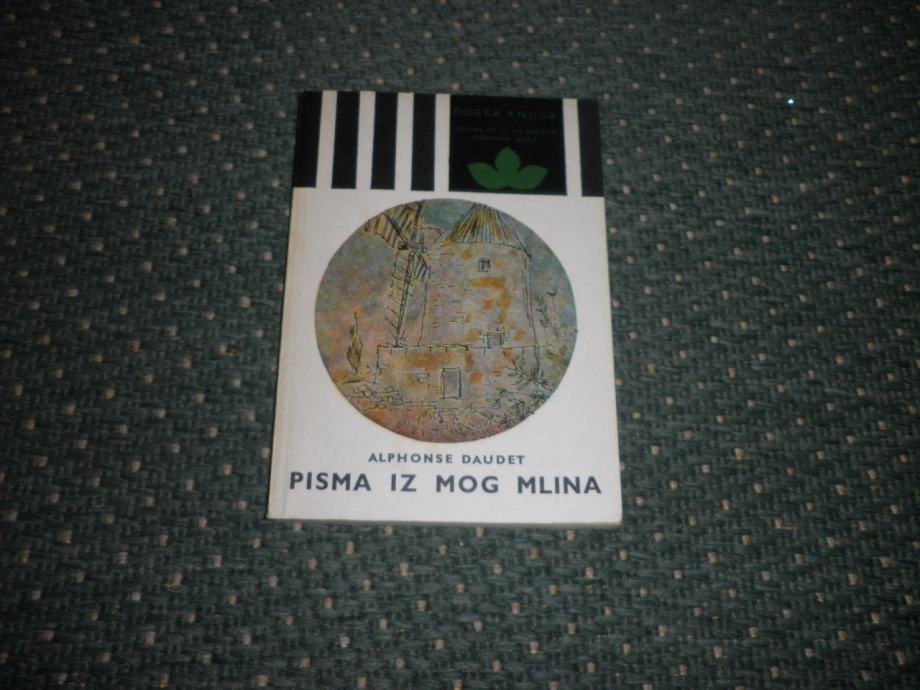 DOBRA KNJIGA
ALPHONSE DAUDET
PISMA IZ MOG MLINA